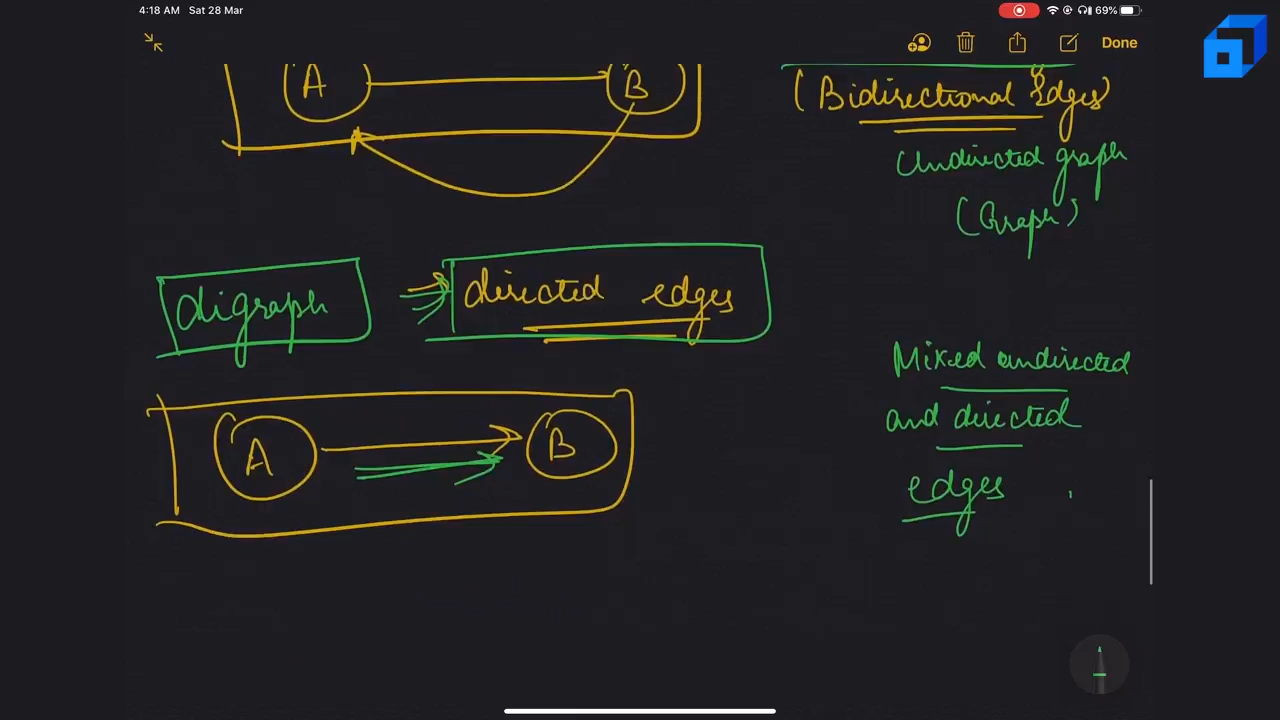 4:18 AM Sat 28 Mar
69%
Done
A
B
(Bidirectional Edges)
Undirected graph
(Graph)
digraph
directed edges
Mixed undirected
and directed
edges
A
B